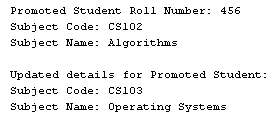 Promoted Student Roll Number: 456
Subject Code: CS102
Subject Name: Algorithms
Updated details for Promoted Student:
Subject Code: CS103
Subject Name: Operating Systems